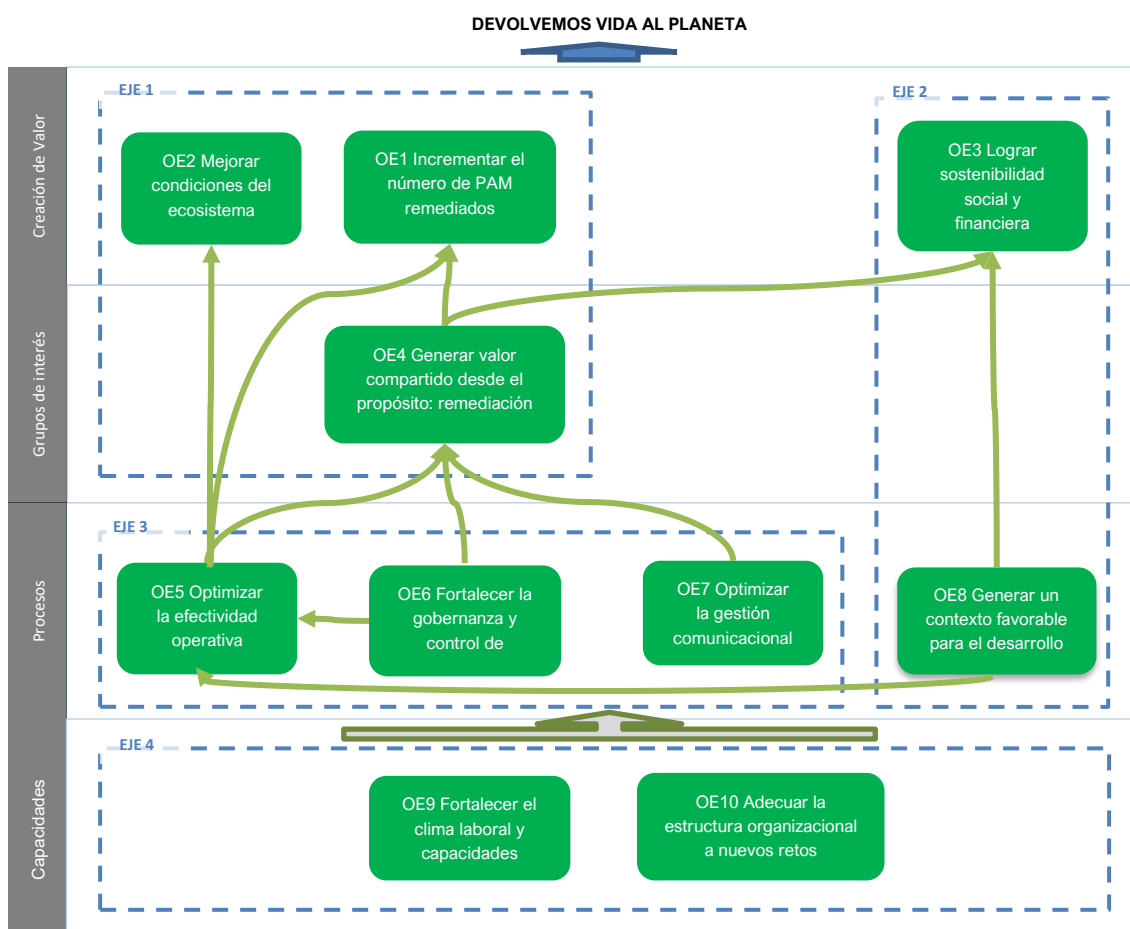 DEVOLVEMOS VIDA AL PLANETA
Creación de Valor
EJE 1
EJE 2
OE2 Mejorar
condiciones del
ecosistema
OE1 Incrementar el
número de PAM
remediados
OE3 Lograr
sostenibilidad
social y
financiera
Grupos de interés
OE4 Generar valor
compartido desde el
propósito: remediación
Procesos
EJE 3
OE5 Optimizar
la efectividad
operativa
OE6 Fortalecer la
gobernanza y
control de
OE7 Optimizar
la gestión
comunicacional
OE8 Generar un
contexto favorable
para el desarrollo
Capacidades
EJE 4
OE9 Fortalecer el
clima laboral y
capacidades
OE10 Adecuar la
estructura organizacional
a nuevos retos